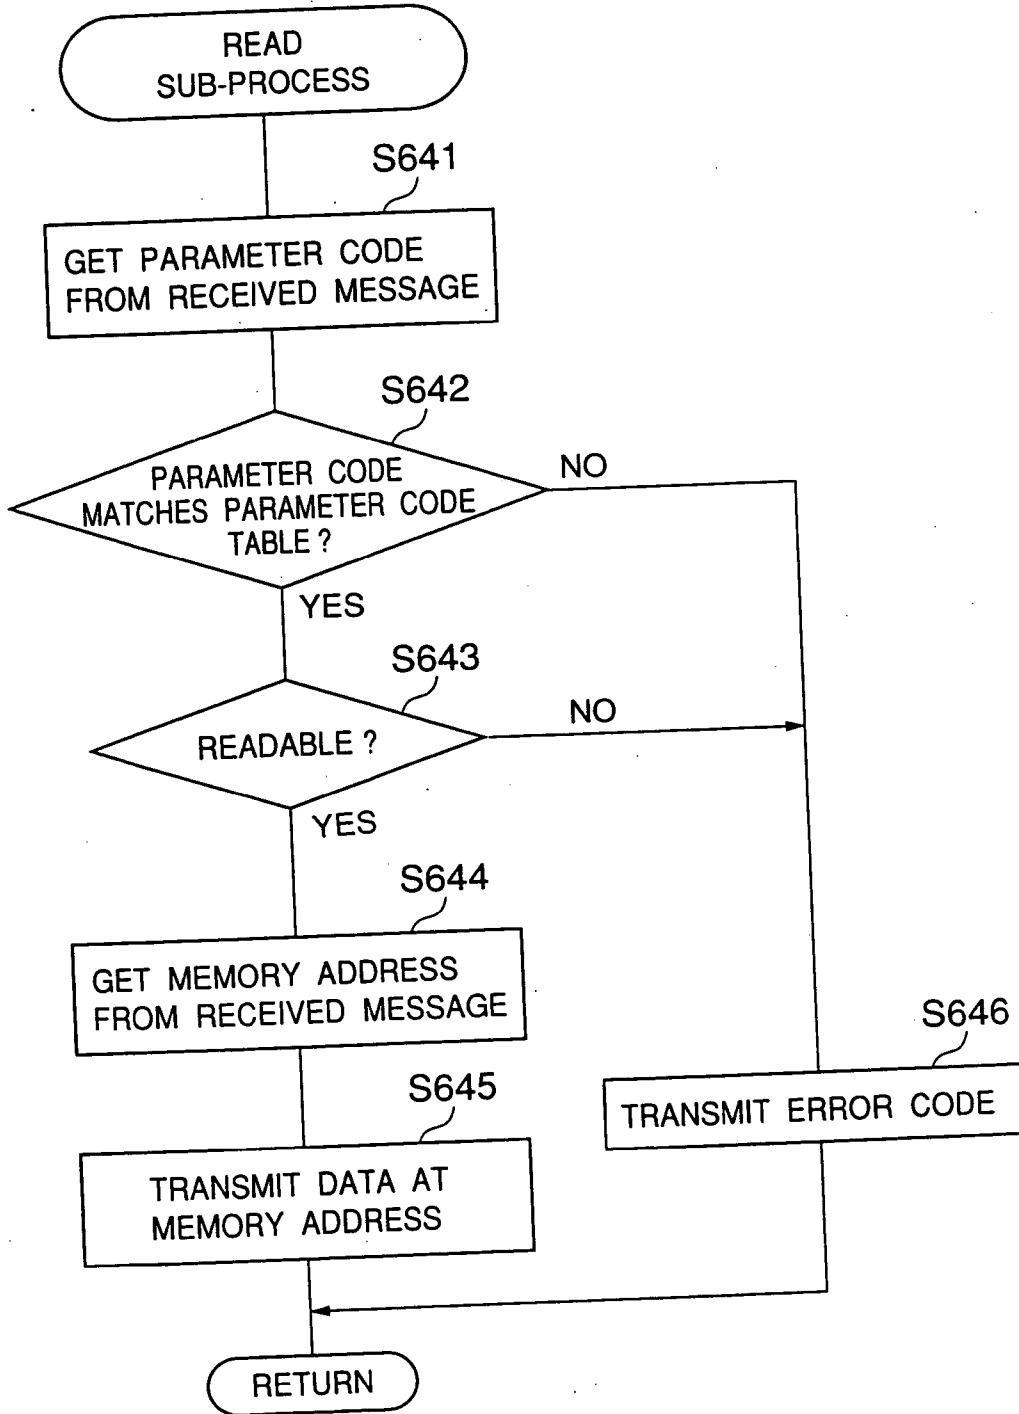 READ
SUB-PROCESS
S641
GET PARAMETER CODE
FROM RECEIVED MESSAGE
S642
PARAMETER CODE
MATCHES PARAMETER CODE
TABLE ?
NO
YES
S643
READABLE ?
NO
YES
S644
GET MEMORY ADDRESS
FROM RECEIVED MESSAGE
S646
TRANSMIT ERROR CODE
S645
TRANSMIT DATA AT
MEMORY ADDRESS
RETURN